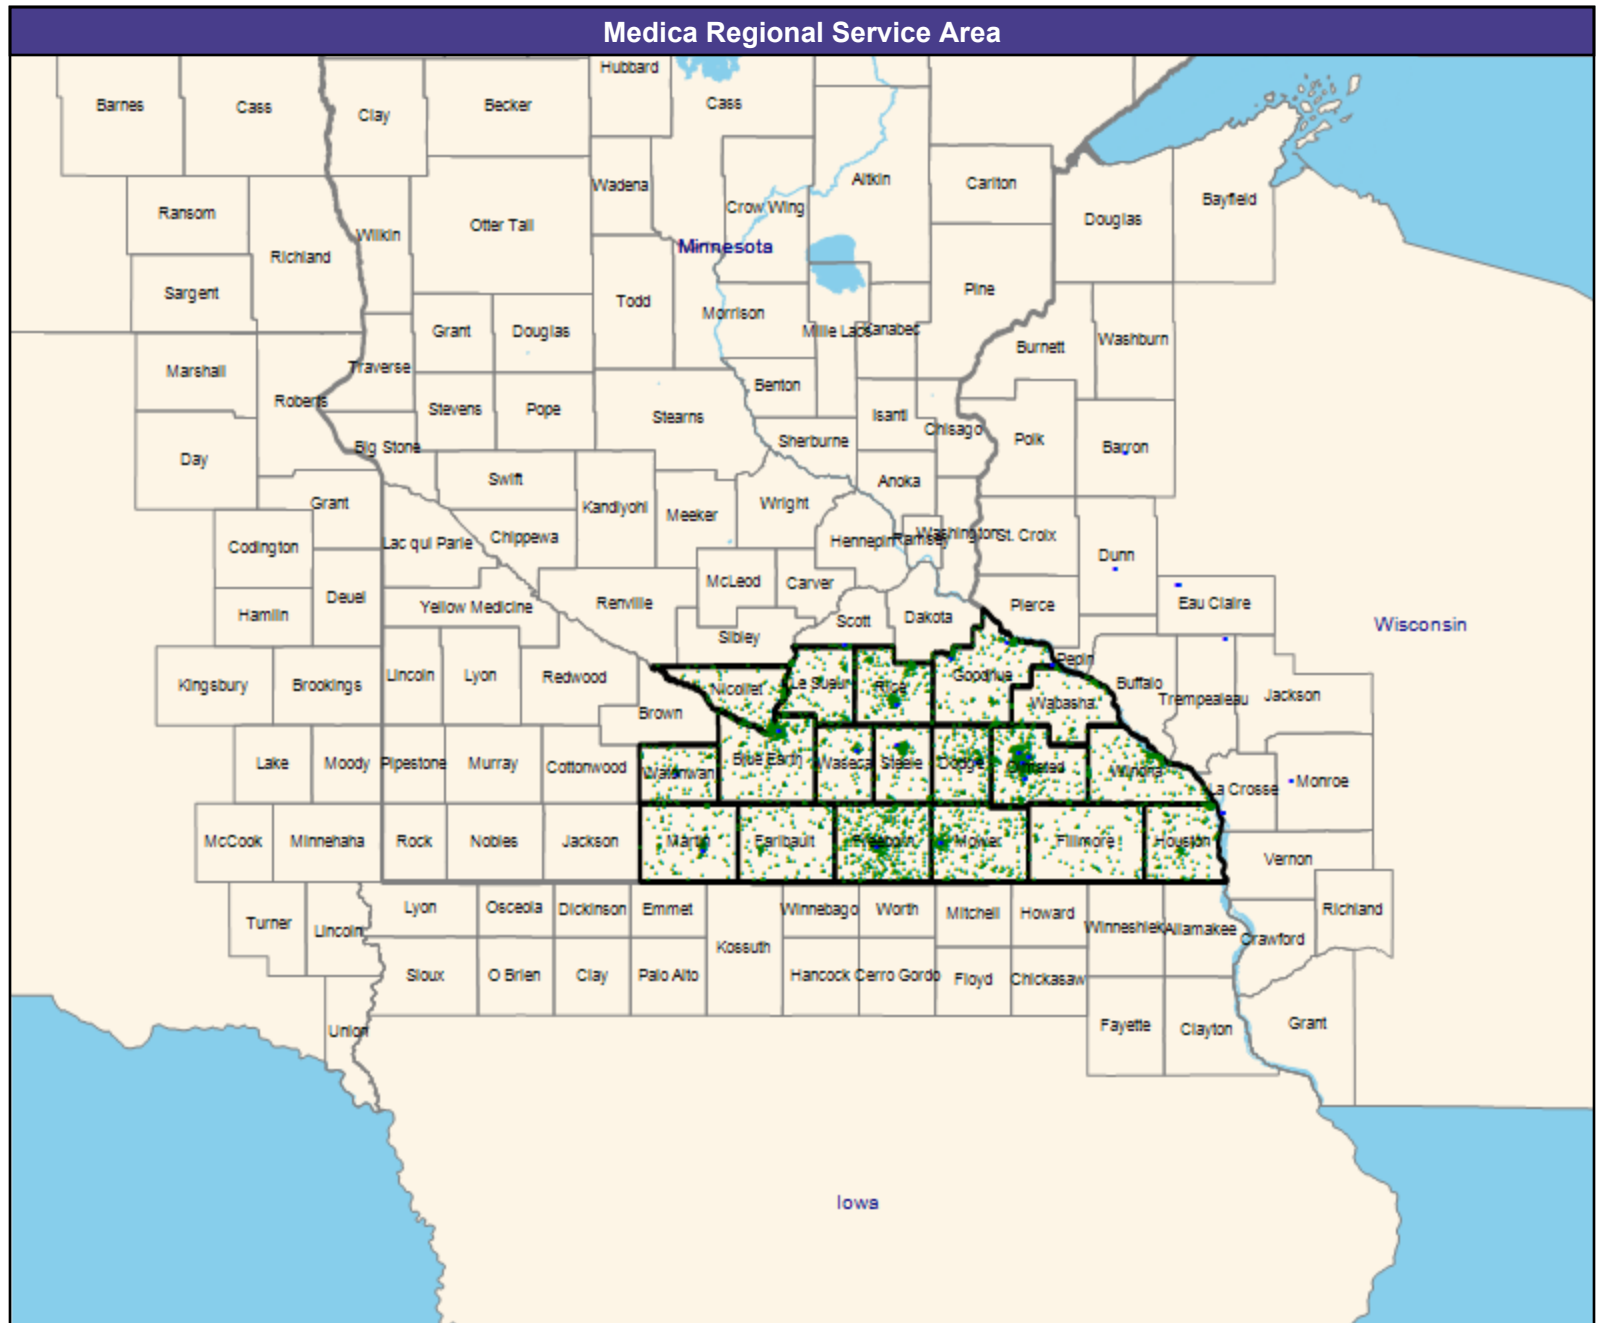 Medica Regional Service Area
Hubbard
Barnes
Cass
Clay
Becker
Cass
Wadena
Aitkin
Carlton
Crow Wing
Bayfield
Ransom
Otter Tail
Douglas
Wilkin
Minnesota
Richland
Sargent
Todd
Pine
Morrison
Grant
Douglas
Mille Lacs
Kanabec
Washburn
Burnett
Marshall
Traverse
Roberts
Benton
Stevens
Pope
Stearns
Isanti
Chisago
Polk
Barron
Big Stone
Sherburne
Day
Swift
Anoka
Grant
Kandiyohi
Meeker
Wright
Codington
Lac qui Parle
Chippewa
Hennepin
Ramsey
Washington
St. Croix
Dunn
McLeod
Carver
Deuel
Yellow Medicine
Renville
Pierce
Eau Claire
Hamlin
Scott
Dakota
Wisconsin
Sibley
Pepin
Kingsbury
Brookings
Lincoln
Lyon
Redwood
Nicollet
Le Sueur
Rice
Goodhue
Buffalo
Trempealeau
Jackson
Brown
Wabasha
Lake
Moody
Pipestone
Murray
Cottonwood
Watonwan
Blue Earth
Waseca
Steele
Dodge
Olmsted
Winona
La Crosse
Monroe
McCook
Minnehaha
Rock
Nobles
Jackson
Martin
Faribault
Freeborn
Mower
Fillmore
Houston
Vernon
Turner
Lincoln
Lyon
Osceola
Dickinson
Emmet
Winnebago
Worth
Mitchell
Howard
Winneshiek
Allamakee
Crawford
Richland
Kossuth
Sioux
O Brien
Clay
Palo Alto
Hancock
Cerro Gordo
Floyd
Chickasaw
Union
Fayette
Clayton
Grant
Iowa